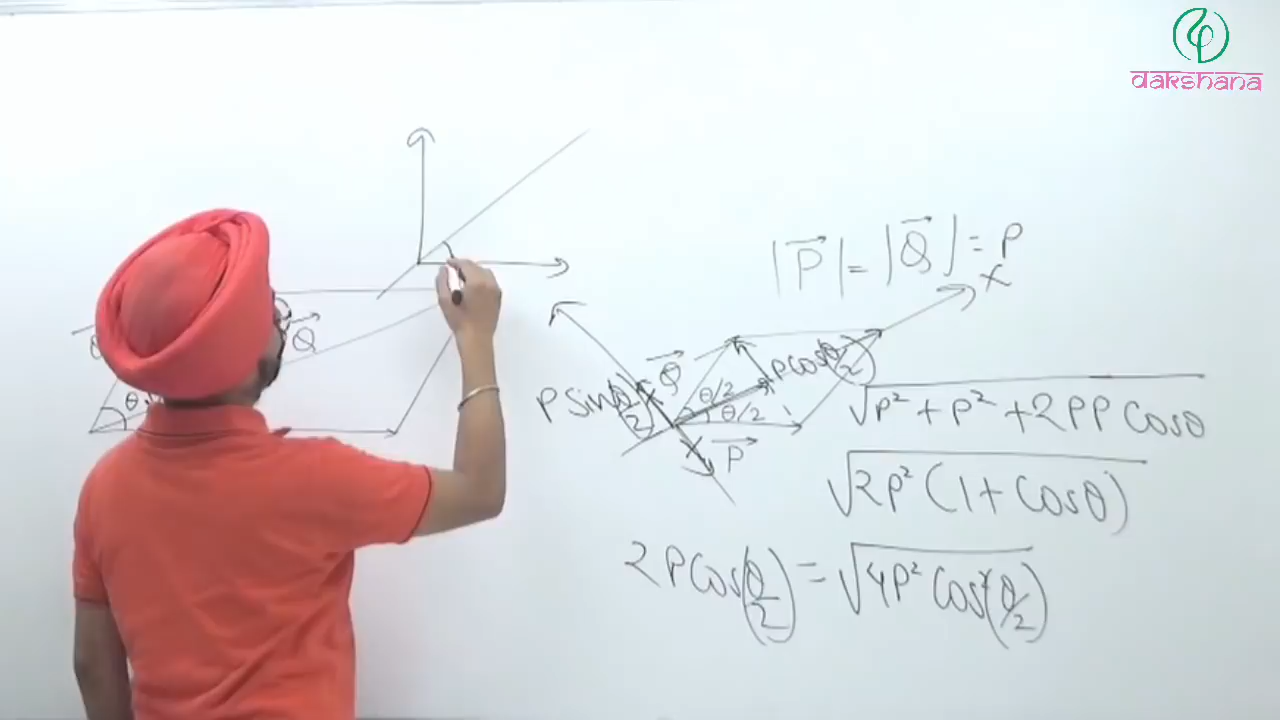 dakshana
|P⃗| = |Q⃗| = P
X
Q⃗
Q⃗
P cos(θ/2)
P sin(θ/2)
θ/2
θ/2
θ
P⃗
√P² + P² + 2PP Cosθ
√2P² (1 + Cosθ)
2P Cos(θ/2) = √4P² Cos²(θ/2)